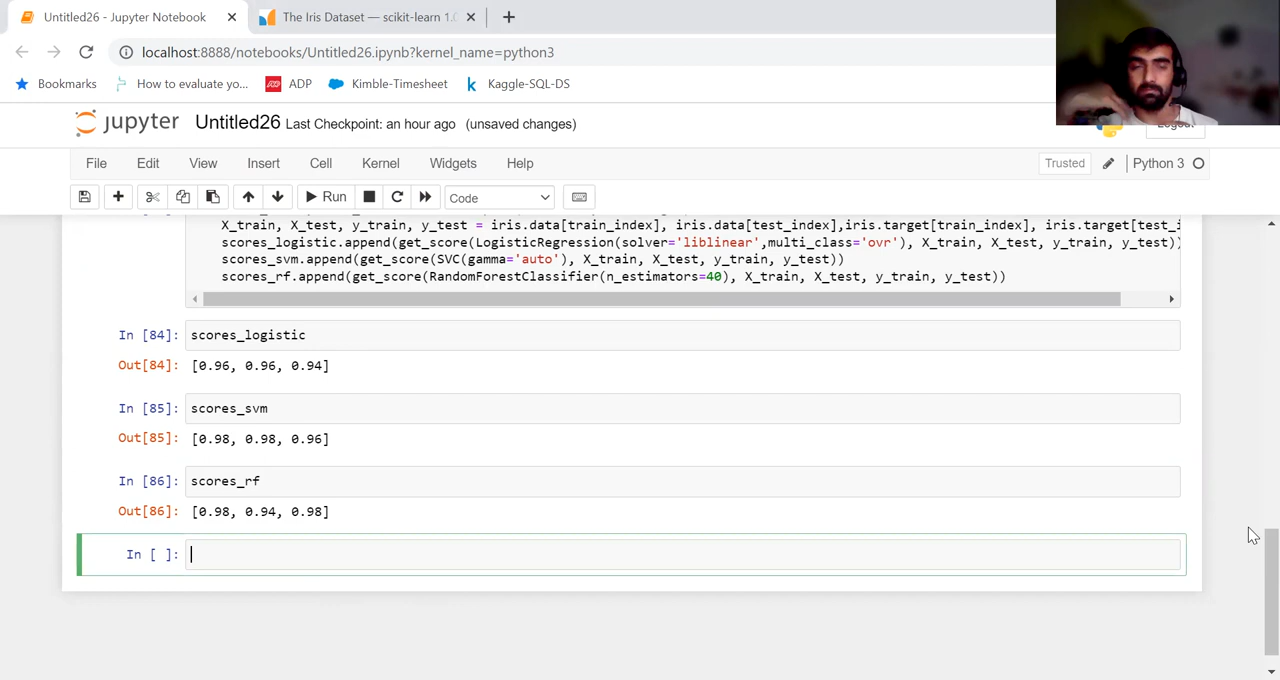 Untitled26 - Jupyter Notebook
The Iris Dataset — scikit-learn 1.0
localhost:8888/notebooks/Untitled26.ipynb?kernel_name=python3
Bookmarks How to evaluate yo... ADP Kimble-Timesheet Kaggle-SQL-DS
jupyter Untitled26 Last Checkpoint: an hour ago (unsaved changes)
Logout
File Edit View Insert Cell Kernel Widgets Help Trusted Python 3
Run Code
X_train, X_test, y_train, y_test = iris.data[train_index], iris.data[test_index],iris.target[train_index], iris.target[test_i
scores_logistic.append(get_score(LogisticRegression(solver='liblinear',multi_class='ovr'), X_train, X_test, y_train, y_test))
scores_svm.append(get_score(SVC(gamma='auto'), X_train, X_test, y_train, y_test))
scores_rf.append(get_score(RandomForestClassifier(n_estimators=40), X_train, X_test, y_train, y_test))
In [84]: scores_logistic
Out[84]: [0.96, 0.96, 0.94]
In [85]: scores_svm
Out[85]: [0.98, 0.98, 0.96]
In [86]: scores_rf
Out[86]: [0.98, 0.94, 0.98]
In [ ]: